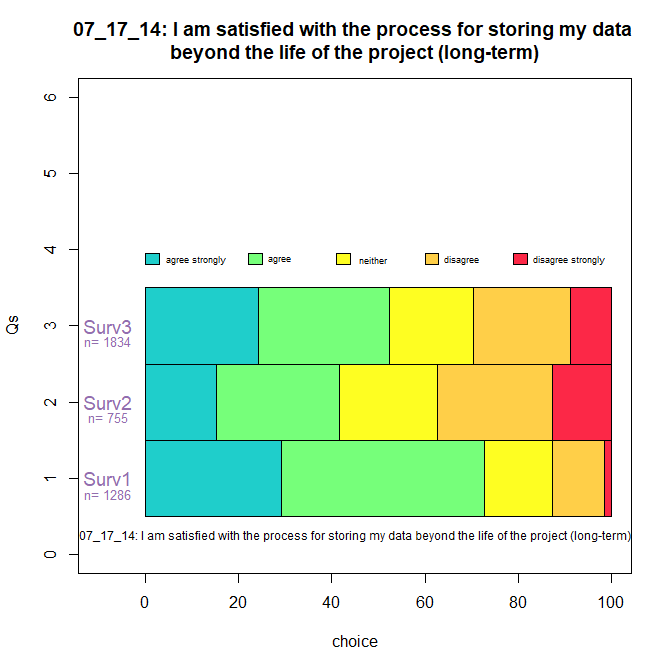 07_17_14: I am satisfied with the process for storing my data
beyond the life of the project (long-term)
6
5
4
agree strongly agree neither disagree disagree strongly
Qs
3
Surv3
n= 1834
2
Surv2
n= 755
1
Surv1
n= 1286
07_17_14: I am satisfied with the process for storing my data beyond the life of the project (long-term)
0
0 20 40 60 80 100
choice